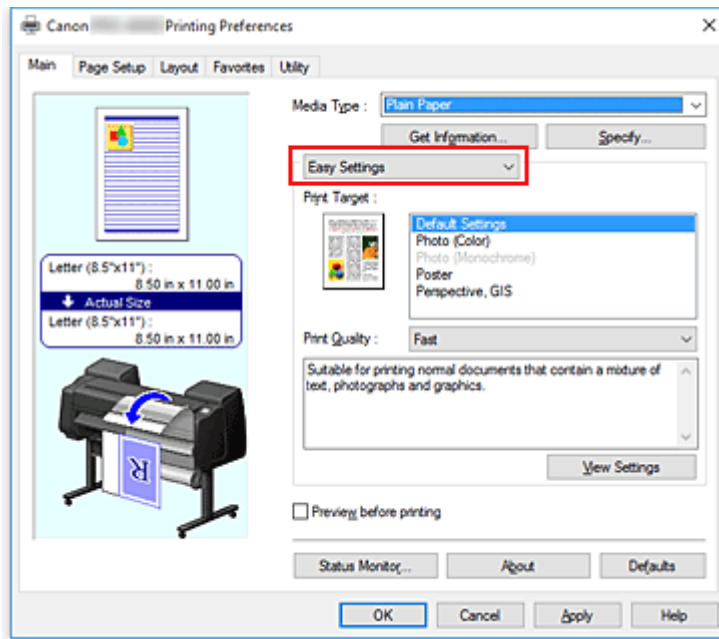 Canon Printing Preferences
Main Page Setup Layout Favorites Utility
Media Type : Plain Paper
Get Information... Specify...
Easy Settings
Print Target :
Default Settings
Photo (Color)
Photo (Monochrome)
Poster
Perspective, GIS
Letter (8.5"x11") :
8.50 in x 11.00 in
Actual Size
Letter (8.5"x11") :
8.50 in x 11.00 in
R
Print Quality : Fast
Suitable for printing normal documents that contain a mixture of
text, photographs and graphics.
View Settings
Preview before printing
Status Monitor... About Defaults
OK Cancel Apply Help